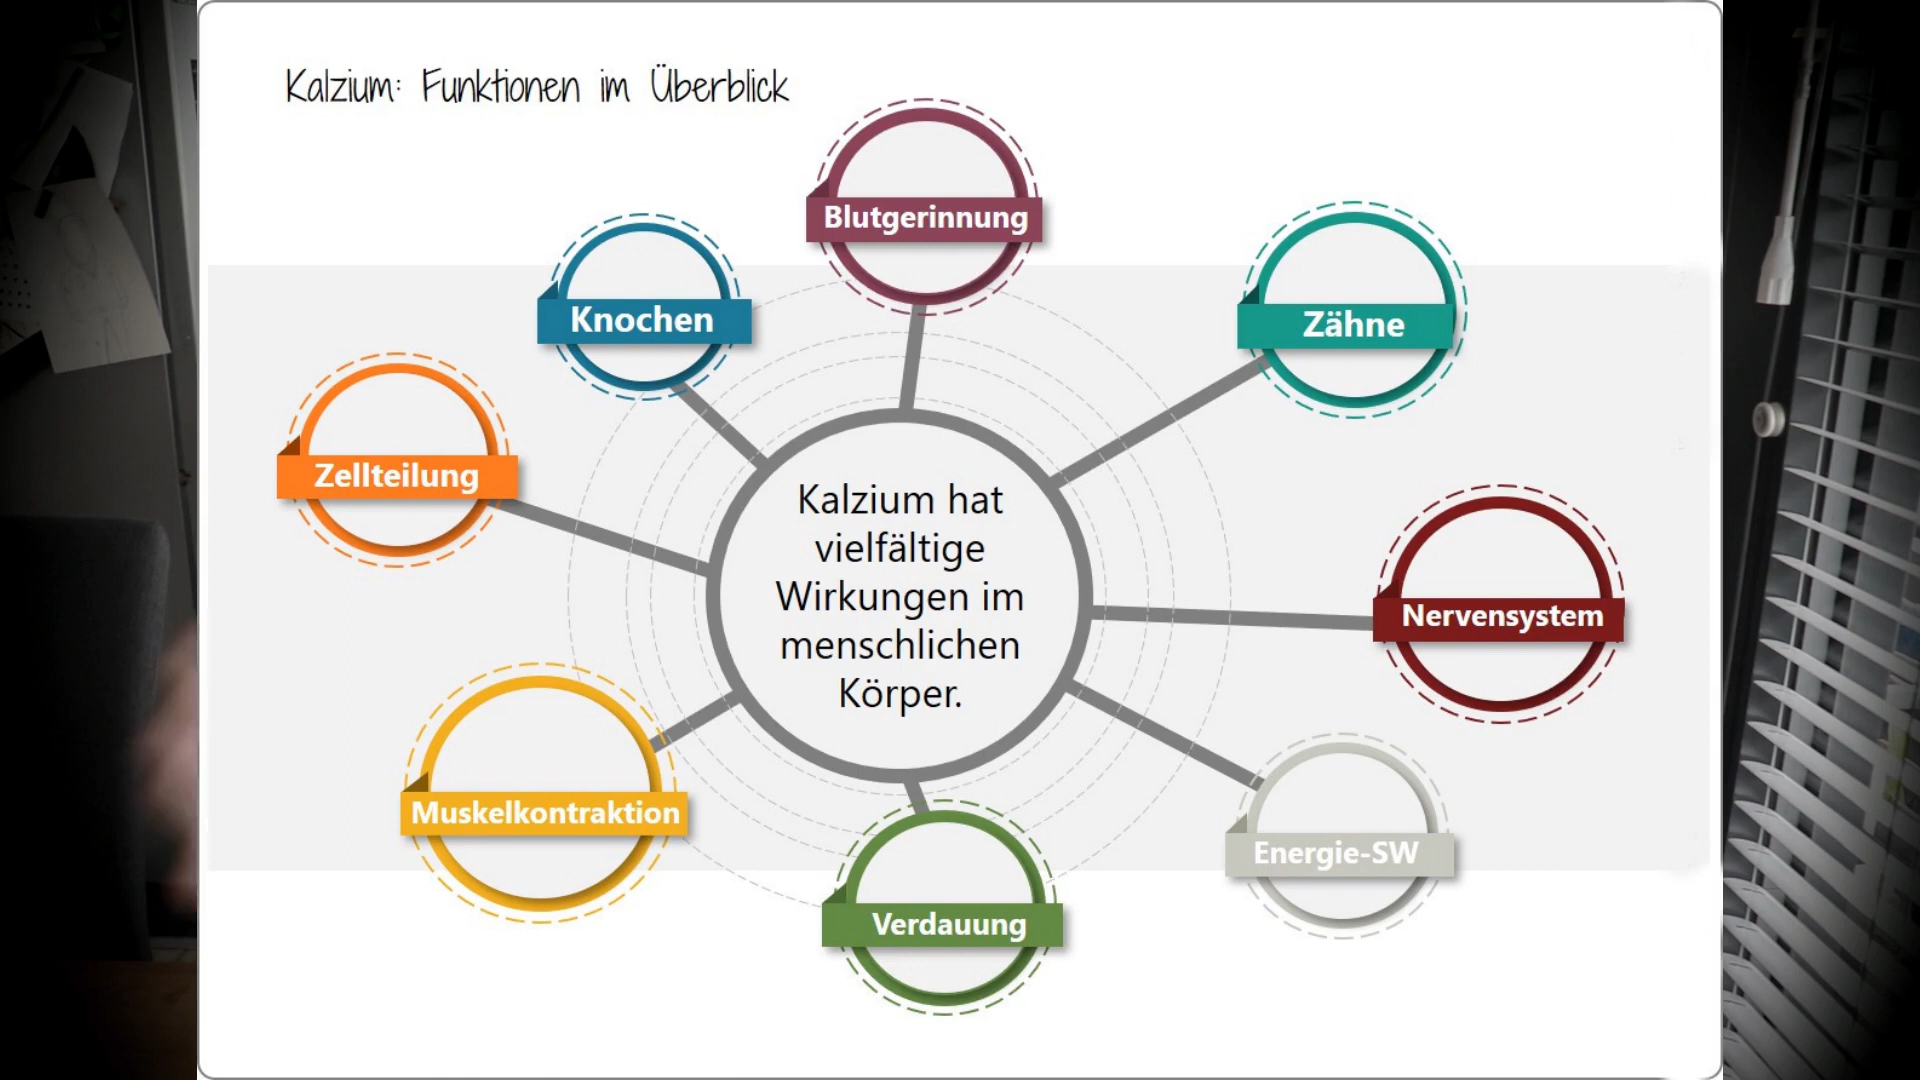 Kalzium: Funktionen im Überblick
Blutgerinnung
Knochen
Zähne
Zellteilung
Kalzium hat
vielfältige
Wirkungen im
menschlichen
Körper.
Nervensystem
Muskelkontraktion
Energie-SW
Verdauung